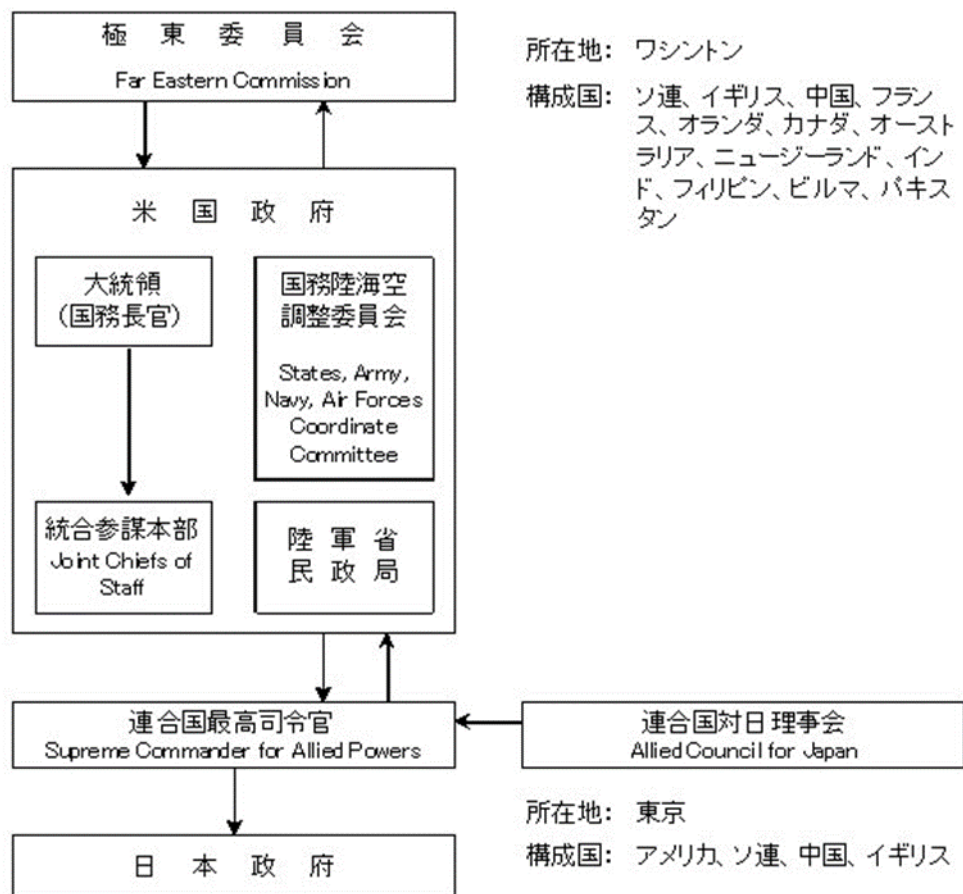 極東委員会
Far Eastern Commission
所在地： ワシントン
構成国： ソ連、イギリス、中国、フラン
ス、オランダ、カナダ、オースト
ラリア、ニュージーランド、イン
ド、フィリピン、ビルマ、パキス
タン
米国政府
大統領
（国務長官）
国務陸海空
調整委員会
States, Army,
Navy, Air Forces
Coordinate
Committee
統合参謀本部
Joint Chiefs of
Staff
陸軍省
民政局
連合国最高司令官
Supreme Commander for Allied Powers
連合国対日理事会
Allied Council for Japan
所在地： 東京
構成国： アメリカ、ソ連、中国、イギリス
日本政府